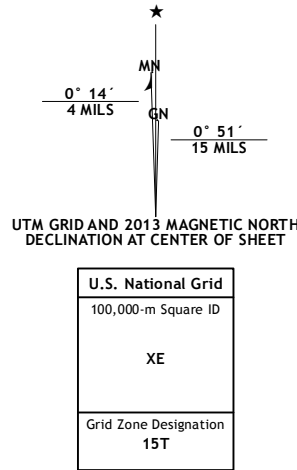 MN
0° 14´
4 MILS
GN
0° 51´
15 MILS
UTM GRID AND 2013 MAGNETIC NORTH
DECLINATION AT CENTER OF SHEET
U.S. National Grid
100,000-m Square ID
XE
Grid Zone Designation
15T